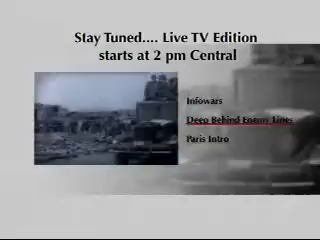 Stay Tuned.... Live TV Edition
starts at 2 pm Central
Infowars
Deep Behind Enemy Lines
Paris Intro